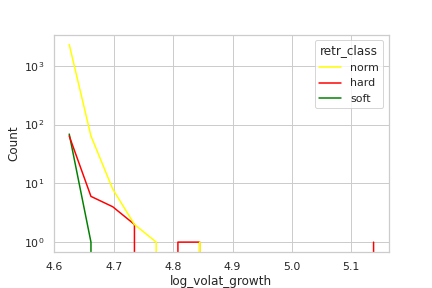 retr_class
norm
hard
soft
Count
10³
10²
10¹
10⁰
4.6 4.7 4.8 4.9 5.0 5.1
log_volat_growth